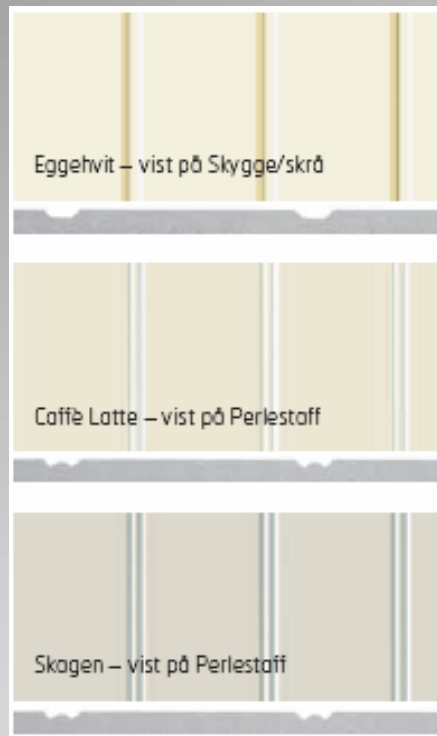 Eggehvit – vist på Skygge/skrå
Caffè Latte – vist på Perlestaff
Skagen – vist på Perlestaff